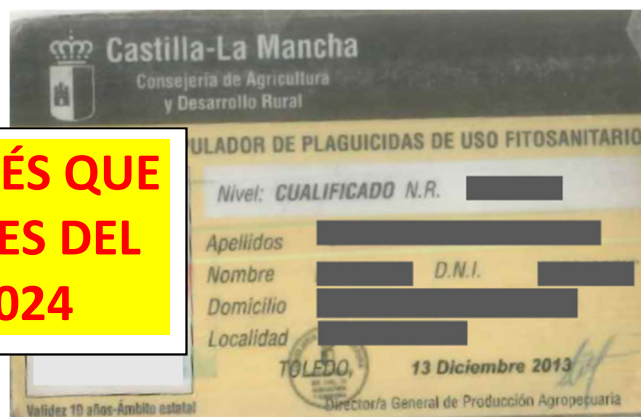 Castilla-La Mancha
Consejería de Agricultura
y Desarrollo Rural
PULADOR DE PLAGUICIDAS DE USO FITOSANITARIO
ÉS QUE
ES DEL
024
Nivel: CUALIFICADO N.R.
Apellidos
Nombre D.N.I.
Domicilio
Localidad
TOLEDO, 13 Diciembre 2013
Validez 10 años-Ámbito estatal
Director/a General de Producción Agropecuaria